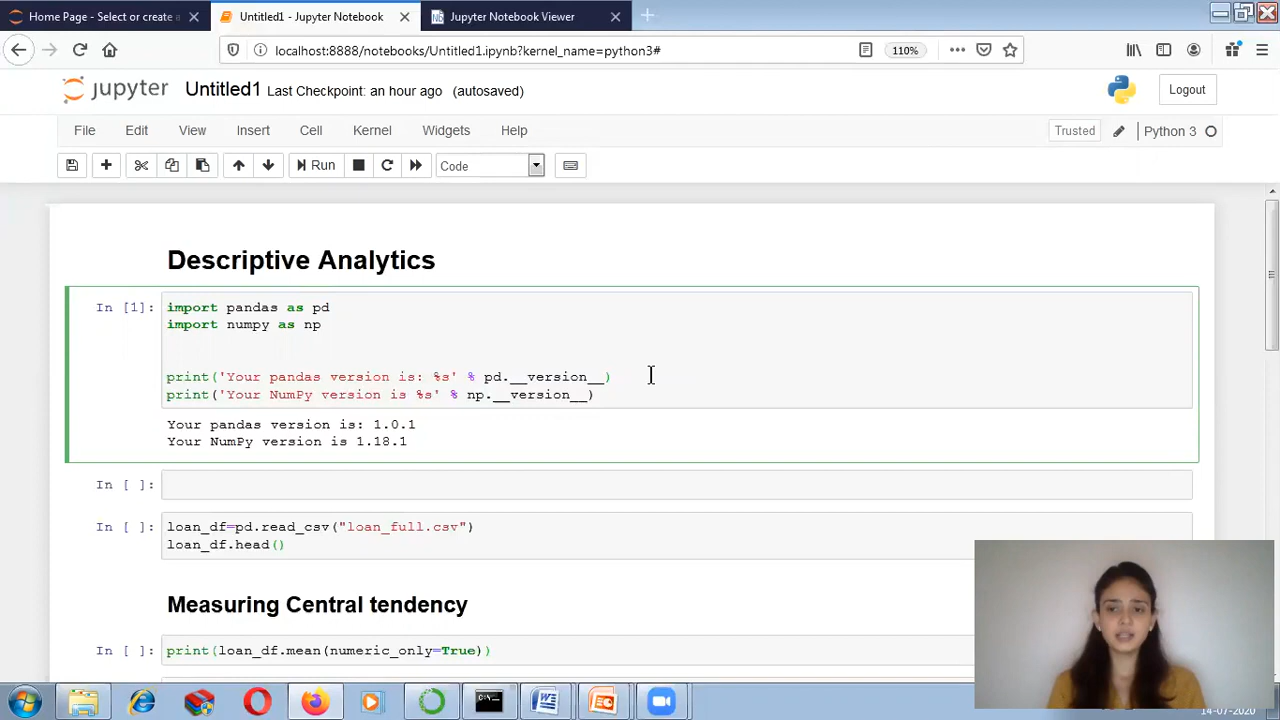 Home Page - Select or create a
Untitled1 - Jupyter Notebook
Jupyter Notebook Viewer
localhost:8888/notebooks/Untitled1.ipynb?kernel_name=python3#
110%
jupyter Untitled1 Last Checkpoint: an hour ago (autosaved)
Logout
File Edit View Insert Cell Kernel Widgets Help
Trusted
Python 3
Run
Code
Descriptive Analytics
In [1]: import pandas as pd
import numpy as np
print('Your pandas version is: %s' % pd.__version__)
print('Your NumPy version is %s' % np.__version__)
Your pandas version is: 1.0.1
Your NumPy version is 1.18.1
In [ ]:
In [ ]: loan_df=pd.read_csv("loan_full.csv")
loan_df.head()
Measuring Central tendency
In [ ]: print(loan_df.mean(numeric_only=True))
14-07-2020